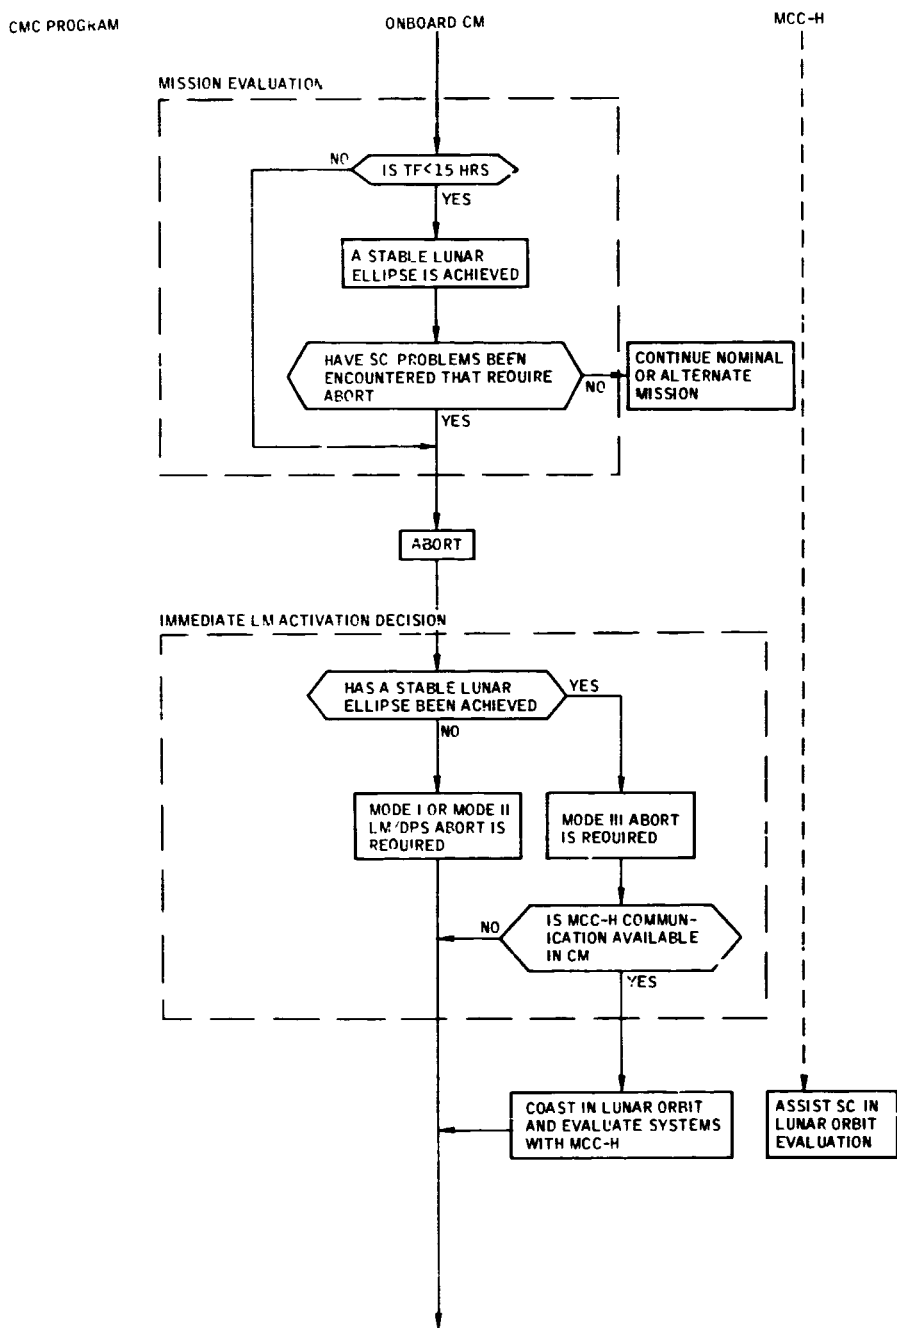 CMC PROGRAM
ONBOARD CM
MCC-H
MISSION EVALUATION
NO
IS TF<15 HRS
YES
A STABLE LUNAR
ELLIPSE IS ACHIEVED
HAVE SC PROBLEMS BEEN
ENCOUNTERED THAT REQUIRE
ABORT
NO
CONTINUE NOMINAL
OR ALTERNATE
MISSION
YES
ABORT
IMMEDIATE LM ACTIVATION DECISION
HAS A STABLE LUNAR
ELLIPSE BEEN ACHIEVED
YES
NO
MODE I OR MODE II
LM/DPS ABORT IS
REQUIRED
MODE III ABORT
IS REQUIRED
NO
IS MCC-H COMMUN-
ICATION AVAILABLE
IN CM
YES
COAST IN LUNAR ORBIT
AND EVALUATE SYSTEMS
WITH MCC-H
ASSIST SC IN
LUNAR ORBIT
EVALUATION